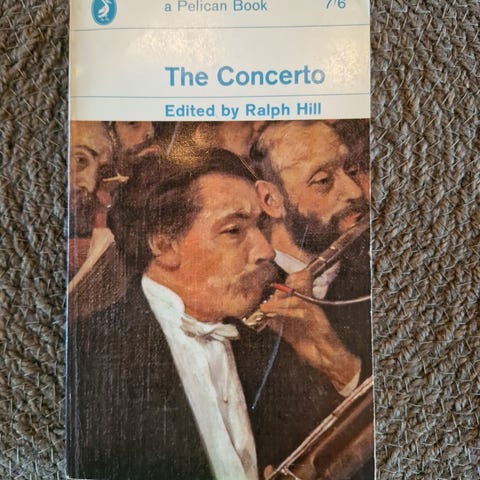 a Pelican Book 7/6
The Concerto
Edited by Ralph Hill